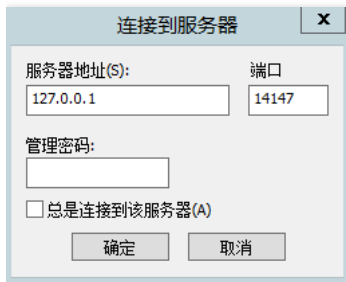 连接到服务器
x
服务器地址(S):
端口
127.0.0.1
14147
管理密码:
总是连接到该服务器(A)
确定
取消